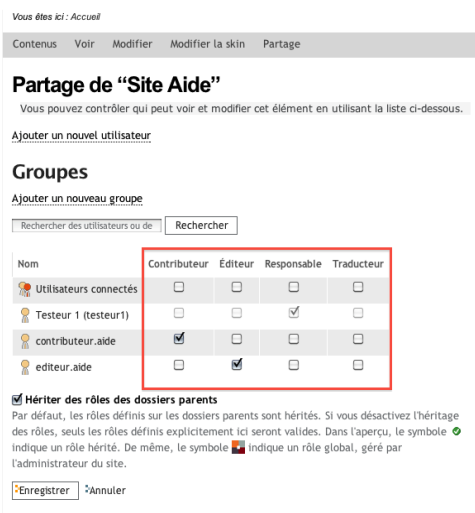 Vous êtes ici : Accueil
Contenus Voir Modifier Modifier la skin Partage
Partage de “Site Aide”
Vous pouvez contrôler qui peut voir et modifier cet élément en utilisant la liste ci-dessous.
Ajouter un nouvel utilisateur
Groupes
Ajouter un nouveau groupe
Rechercher des utilisateurs ou de Rechercher
Nom Contributeur Éditeur Responsable Traducteur
Utilisateurs connectés
Testeur 1 (testeur1)
contributeur.aide
editeur.aide
Hériter des rôles des dossiers parents
Par défaut, les rôles définis sur les dossiers parents sont hérités. Si vous désactivez l'héritage
des rôles, seuls les rôles définis explicitement ici seront valides. Dans l'aperçu, le symbole
indique un rôle hérité. De même, le symbole indique un rôle global, géré par
l'administrateur du site.
Enregistrer Annuler